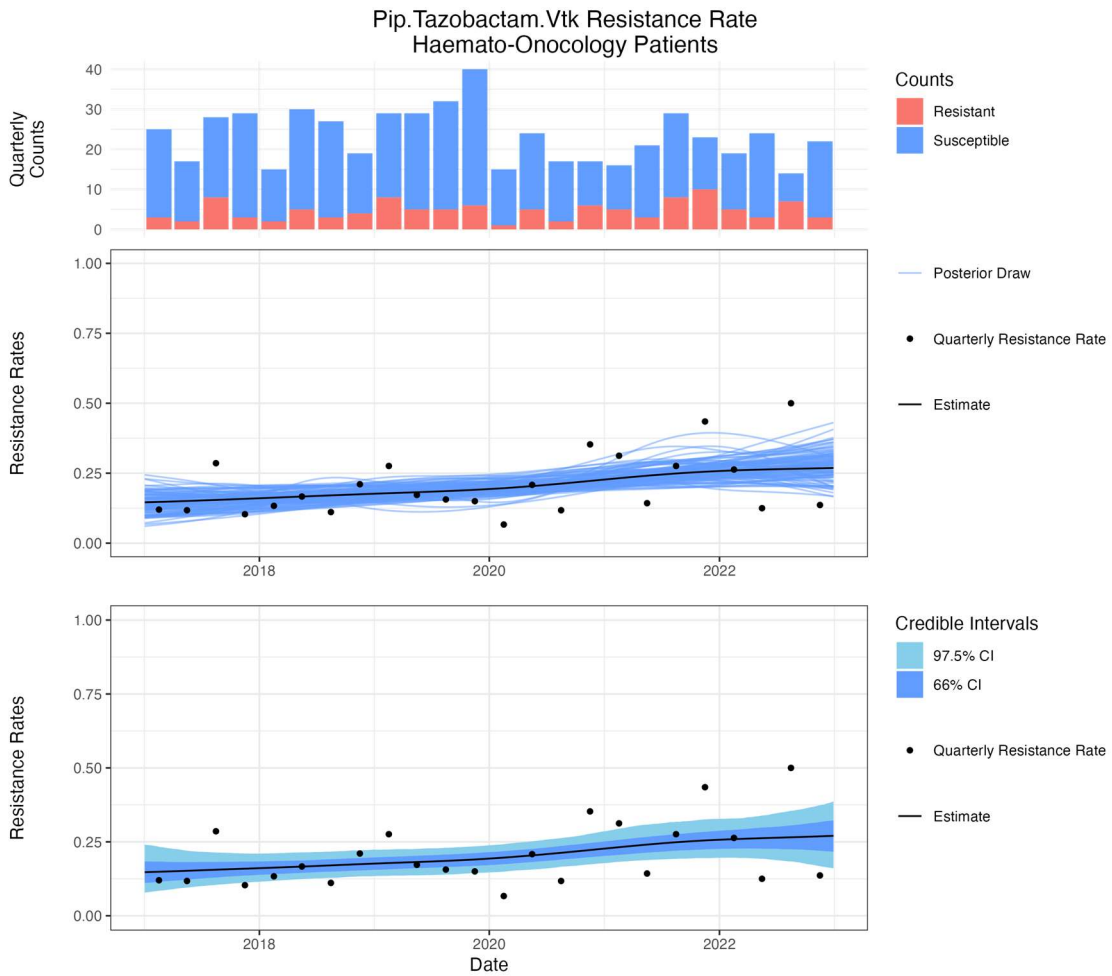 Pip.Tazobactam.Vtk Resistance Rate
Haemato-Onocology Patients
Quarterly
Counts
40
30
20
10
0
Counts
Resistant
Susceptible
Resistance Rates
1.00
0.75
0.50
0.25
0.00
2018
2020
2022
Posterior Draw
Quarterly Resistance Rate
Estimate
Resistance Rates
1.00
0.75
0.50
0.25
0.00
2018
2020
2022
Date
Credible Intervals
97.5% CI
66% CI
Quarterly Resistance Rate
Estimate